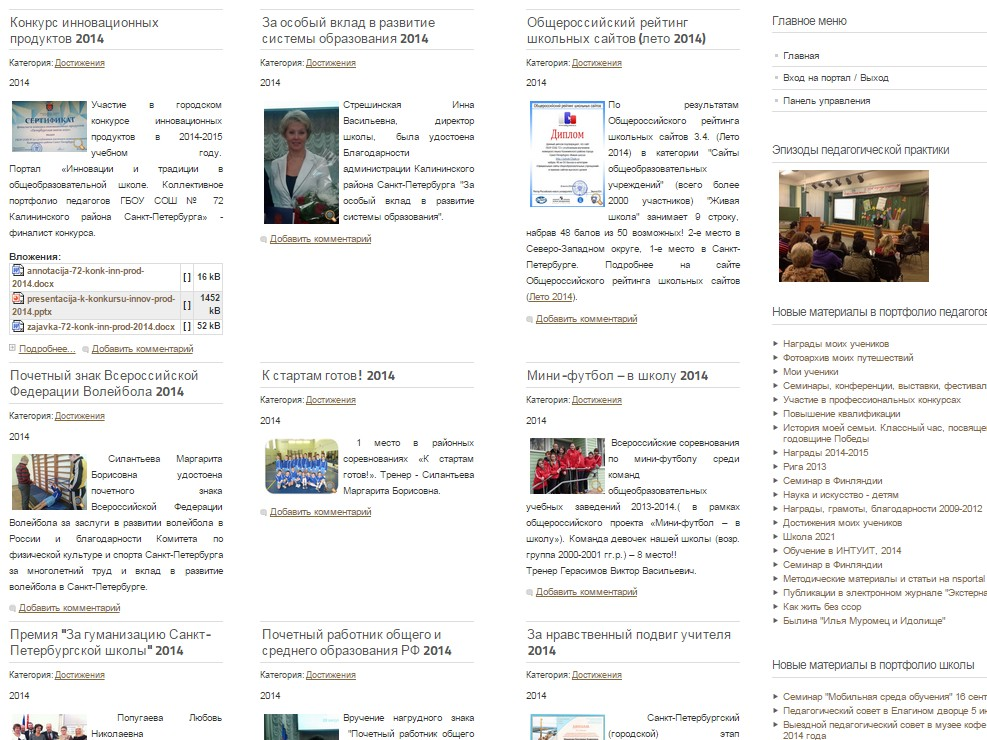 Конкурс инновационных
продуктов 2014
Категория: Достижения
2014
СЕРТИФИКАТ
Участие в городском
конкурсе инновационных
продуктов в 2014-2015
учебном году.
Портал «Инновации и традиции в
общеобразовательной школе. Коллективное
портфолио педагогов ГБОУ СОШ № 72
Калининского района Санкт-Петербурга» -
финалист конкурса.
Вложения:
annotacija-72-konk-inn-prod-
2014.docx
[ ] 16 kB
presentacija-k-konkursu-innov-prod-
2014.pptx
[ ] 1452
kB
zajavka-72-konk-inn-prod-2014.docx [ ] 52 kB
Подробнее... Добавить комментарий
За особый вклад в развитие
системы образования 2014
Категория: Достижения
2014
Стрешинская Инна
Васильевна, директор
школы, была удостоена
Благодарности
администрации Калининского
района Санкт-Петербурга "За
особый вклад в развитие
системы образования".
Добавить комментарий
Общероссийский рейтинг
школьных сайтов (лето 2014)
Категория: Достижения
2014
Общероссийский рейтинг школьных сайтов
Диплом
По результатам
Общероссийского рейтинга
школьных сайтов 3.4. (Лето
2014) в категории "Сайты
общеобразовательных
учреждений" (всего более
2000 участников) "Живая
школа" занимает 9 строку,
набрав 48 балов из 50 возможных! 2-е место в
Северо-Западном округе, 1-е место в Санкт-
Петербурге. Подробнее на сайте
Общероссийского рейтинга школьных сайтов
(Лето 2014).
Добавить комментарий
Почетный знак Всероссийской
Федерации Волейбола 2014
Категория: Достижения
2014
Силантьева Маргарита
Борисовна удостоена
почетного знака
Всероссийской Федерации
Волейбола за заслуги в развитии волейбола в
России и благодарности Комитета по
физической культуре и спорта Санкт-Петербурга
за многолетний труд и вклад в развитие
волейбола в Санкт-Петербурге.
Добавить комментарий
К стартам готов! 2014
Категория: Достижения
2014
1 место в районных
соревнованиях «К стартам
готов!». Тренер - Силантьева
Маргарита Борисовна.
Добавить комментарий
Мини-футбол – в школу 2014
Категория: Достижения
2014
Всероссийские соревнования
по мини-футболу среди
команд
общеобразовательных
учебных заведений 2013-2014.( в рамках
общероссийского проекта «Мини-футбол – в
школу»). Команда девочек нашей школы (возр.
группа 2000-2001 гг.р.) – 8 место!!
Тренер Герасимов Виктор Васильевич.
Добавить комментарий
Премия "За гуманизацию Санкт-
Петербургской школы" 2014
Категория: Достижения
2014
Попугаева Любовь
Николаевна
Почетный работник общего и
среднего образования РФ 2014
Категория: Достижения
2014
Вручение нагрудного знака
"Почетный работник общего
За нравственный подвиг учителя
2014
Категория: Достижения
2014
Санкт-Петербургский
(городской) этап
Главное меню
Главная
Вход на портал / Выход
Панель управления
Эпизоды педагогической практики
Новые материалы в портфолио педагогов
Награды моих учеников
Фотоархив моих путешествий
Мои ученики
Семинары, конференции, выставки, фестивал
Участие в профессиональных конкурсах
Повышение квалификации
История моей семьи. Классный час, посвяще
годовщине Победы
Награды 2014-2015
Рига 2013
Семинар в Финляндии
Наука и искусство - детям
Награды, грамоты, благодарности 2009-2012
Достижения моих учеников
Школа 2021
Обучение в ИНТУИТ, 2014
Семинар в Финляндии
Методические материалы и статьи на nsportal
Публикации в электронном журнале "Экстерна
Как жить без ссор
Былина "Илья Муромец и Идолище"
Новые материалы в портфолио школы
Семинар "Мобильная среда обучения" 16 сент
Педагогический совет в Елагином дворце 5 ин
Выездной педагогический совет в музее кофе
2014 года